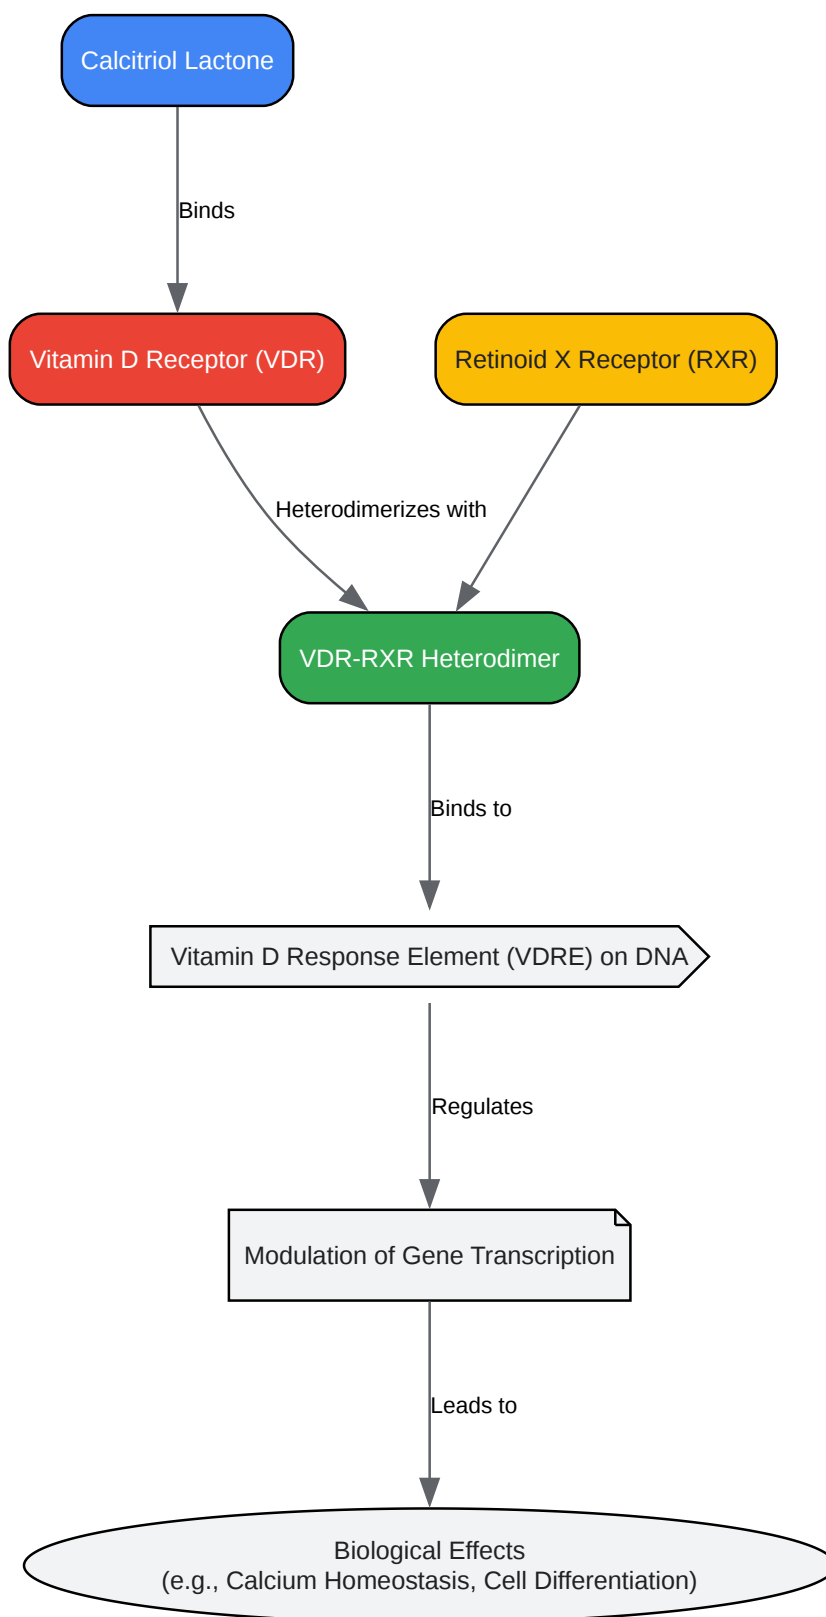 Calcitriol Lactone
Binds
Vitamin D Receptor (VDR)
Retinoid X Receptor (RXR)
Heterodimerizes with
VDR-RXR Heterodimer
Binds to
Vitamin D Response Element (VDRE) on DNA
Regulates
Modulation of Gene Transcription
Leads to
Biological Effects
(e.g., Calcium Homeostasis, Cell Differentiation)